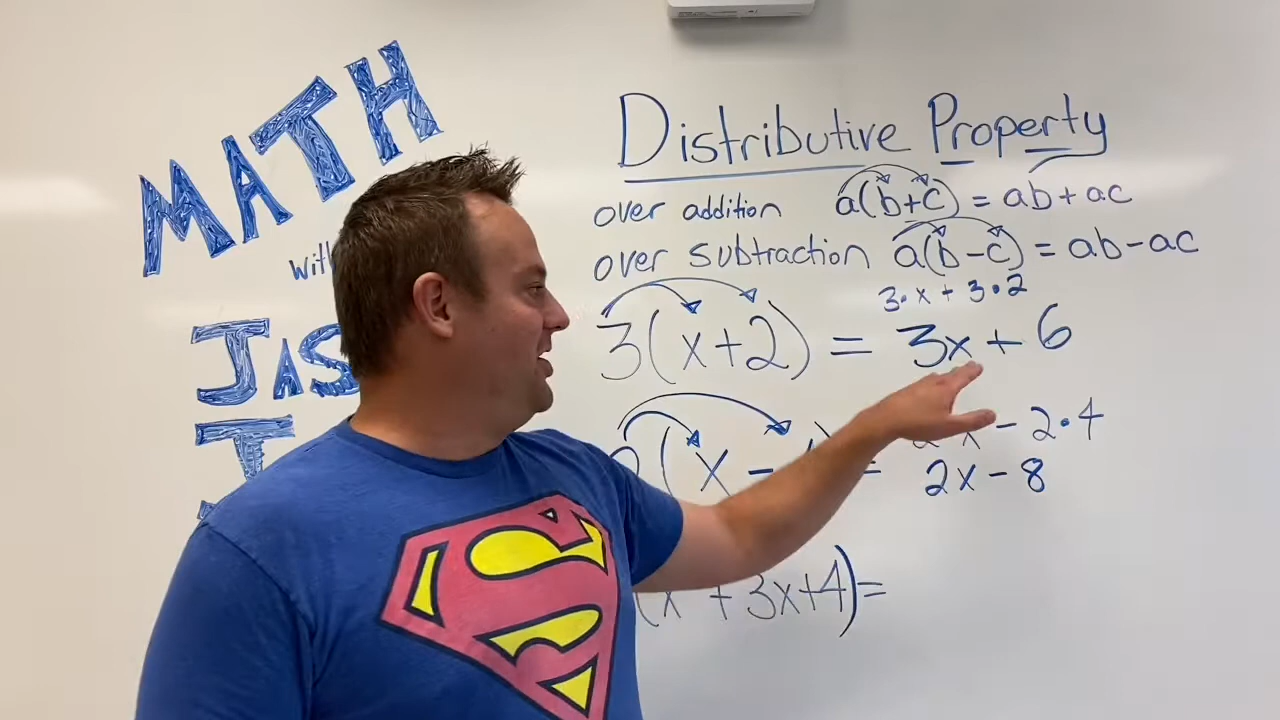 MATH
with
JAS
T
Distributive Property
over addition a(b+c) = ab + ac
over subtraction a(b-c) = ab - ac
3·x + 3·2
3(x+2) = 3x + 6
(x - = - 2·4
2x - 8
(x + 3x+4) =
S